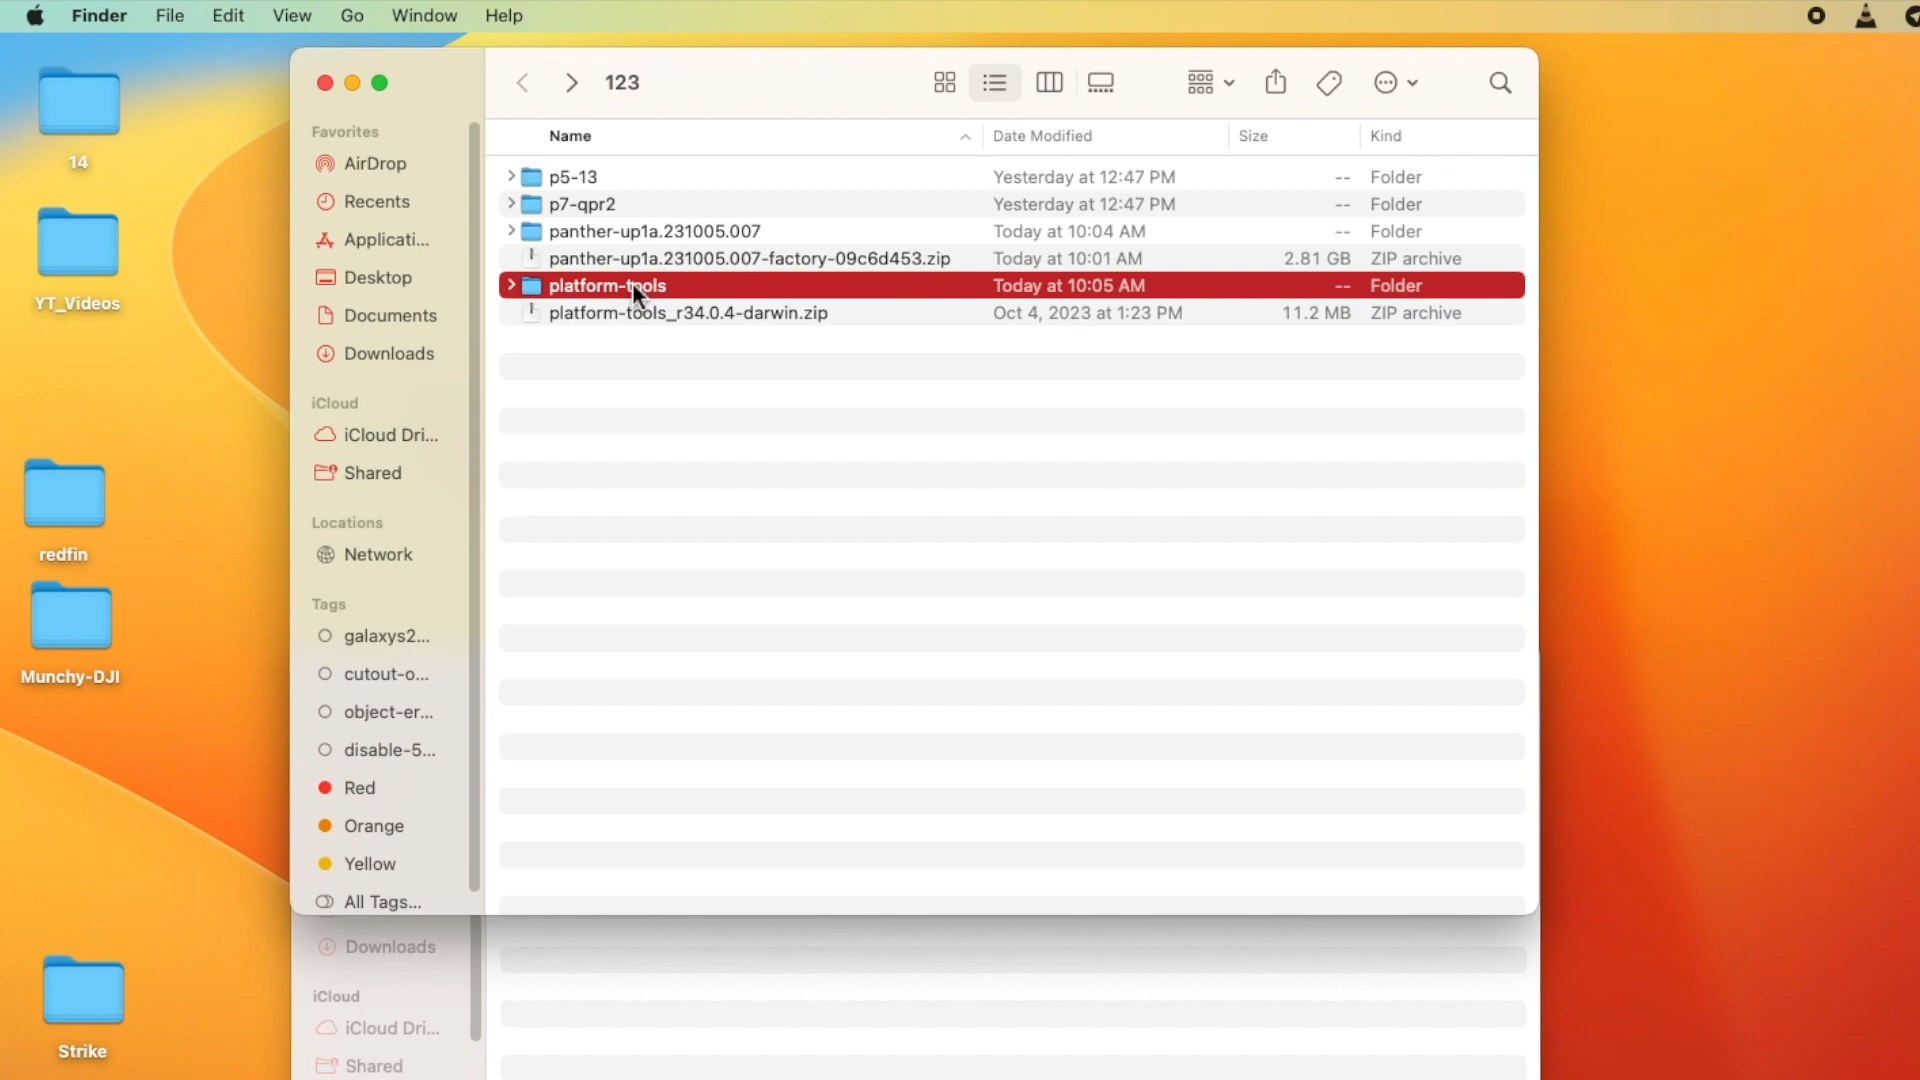 Finder File Edit View Go Window Help
14
YT_Videos
redfin
Munchy-DJI
Strike
Favorites
AirDrop
Recents
Applicati...
Desktop
Documents
Downloads
iCloud
iCloud Dri...
Shared
Locations
Network
Tags
galaxys2...
cutout-o...
object-er...
disable-5...
Red
Orange
Yellow
All Tags...
123
Name Date Modified Size Kind
p5-13 Yesterday at 12:47 PM -- Folder
p7-qpr2 Yesterday at 12:47 PM -- Folder
panther-up1a.231005.007 Today at 10:04 AM -- Folder
panther-up1a.231005.007-factory-09c6d453.zip Today at 10:01 AM 2.81 GB ZIP archive
platform-tools Today at 10:05 AM -- Folder
platform-tools_r34.0.4-darwin.zip Oct 4, 2023 at 1:23 PM 11.2 MB ZIP archive
Downloads
iCloud
iCloud Dri...
Shared